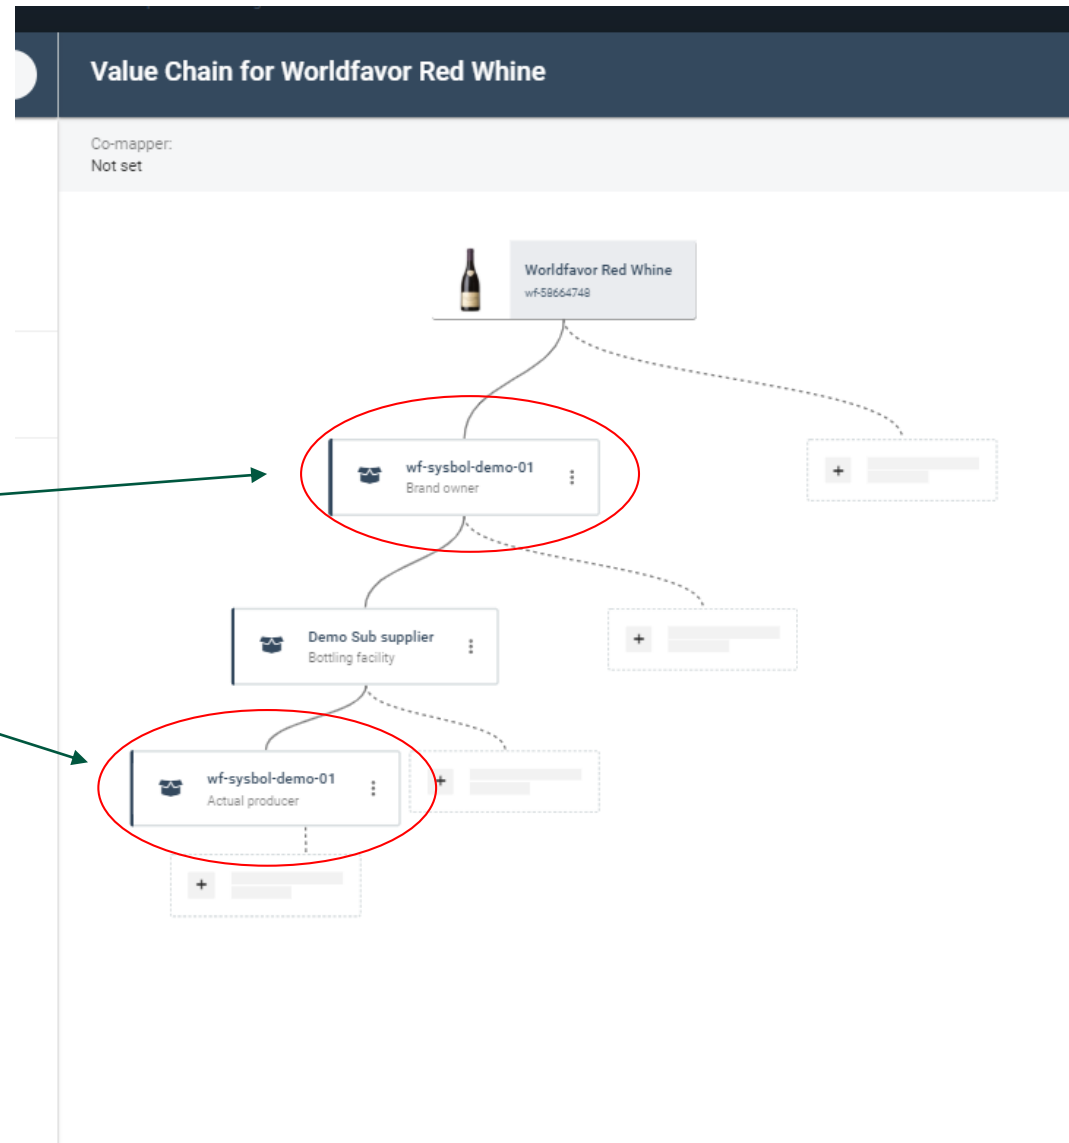 Value Chain for Worldfavor Red Whine
Co-mapper:
Not set
Worldfavor Red Whine
wf-58664748
wf-sysbol-demo-01
Brand owner
Demo Sub supplier
Bottling facility
wf-sysbol-demo-01
Actual producer